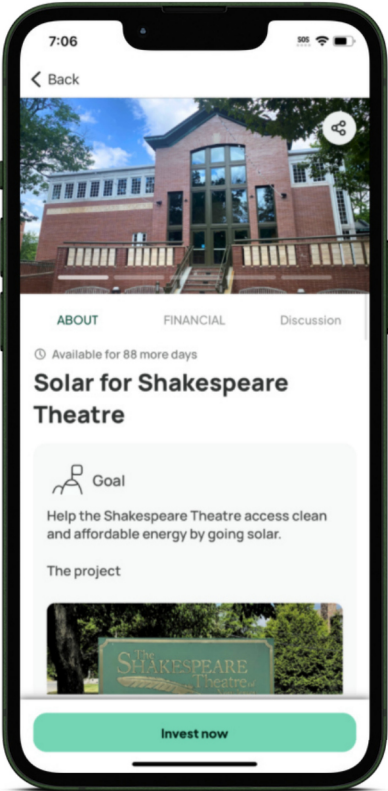 7:06
SOS
Back
ABOUT
FINANCIAL
Discussion
Available for 88 more days
Solar for Shakespeare
Theatre
Goal
Help the Shakespeare Theatre access clean
and affordable energy by going solar.
The project
The
SHAKESPEARE
Theatre of
Invest now